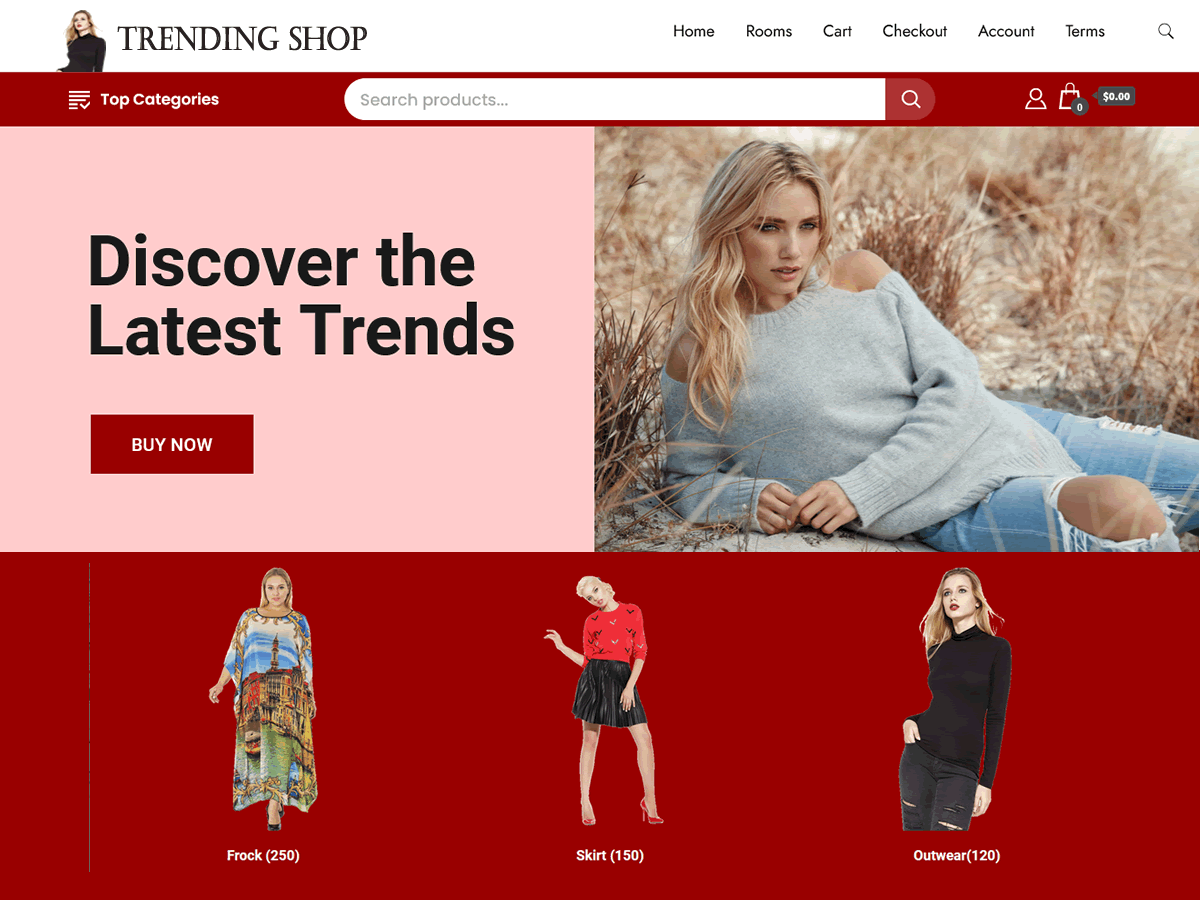 TRENDING SHOP
Home Rooms Cart Checkout Account Terms
Top Categories
Search products...
0
$0.00
Discover the
Latest Trends
BUY NOW
Frock (250)
Skirt (150)
Outwear(120)